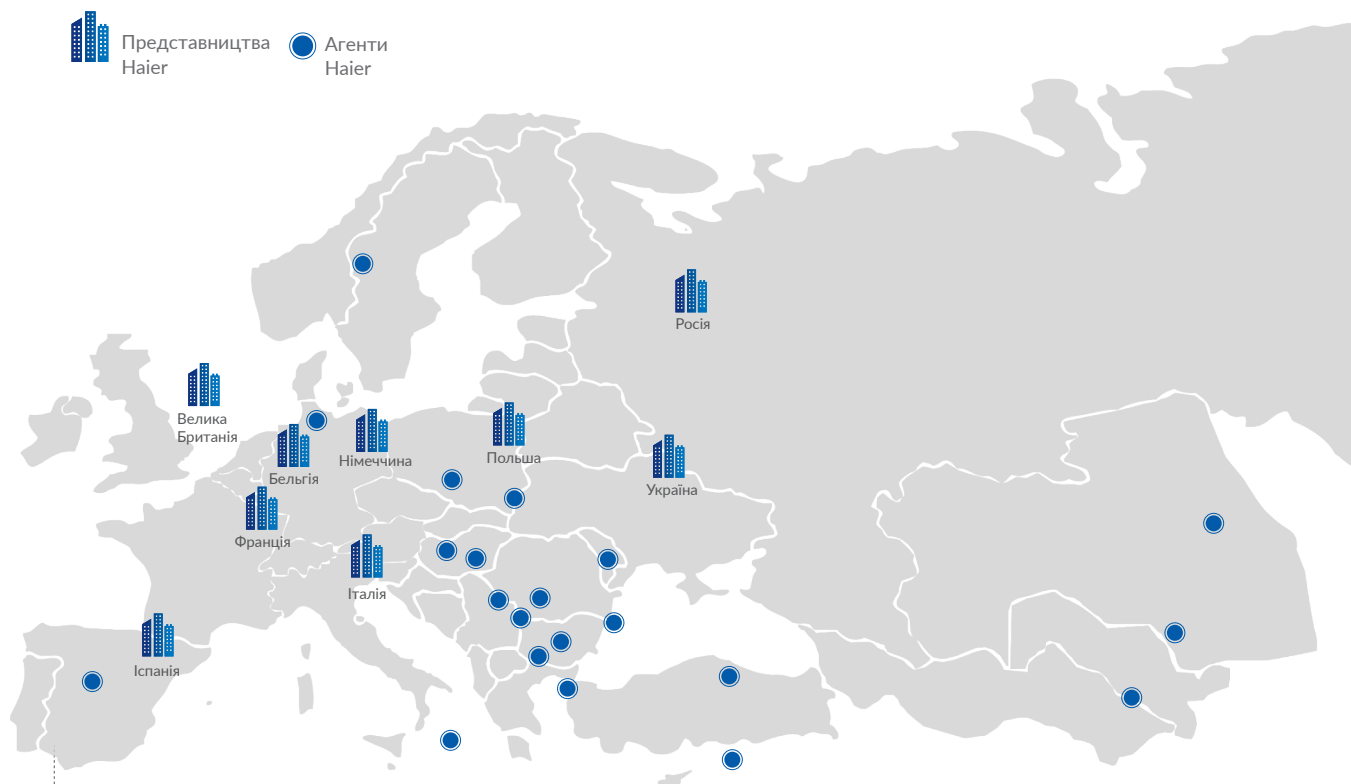 Представництва
Haier
Агенти
Haier
Росія
Велика
Британія
Бельгія
Німеччина
Польша
Україна
Франція
Італія
Іспанія